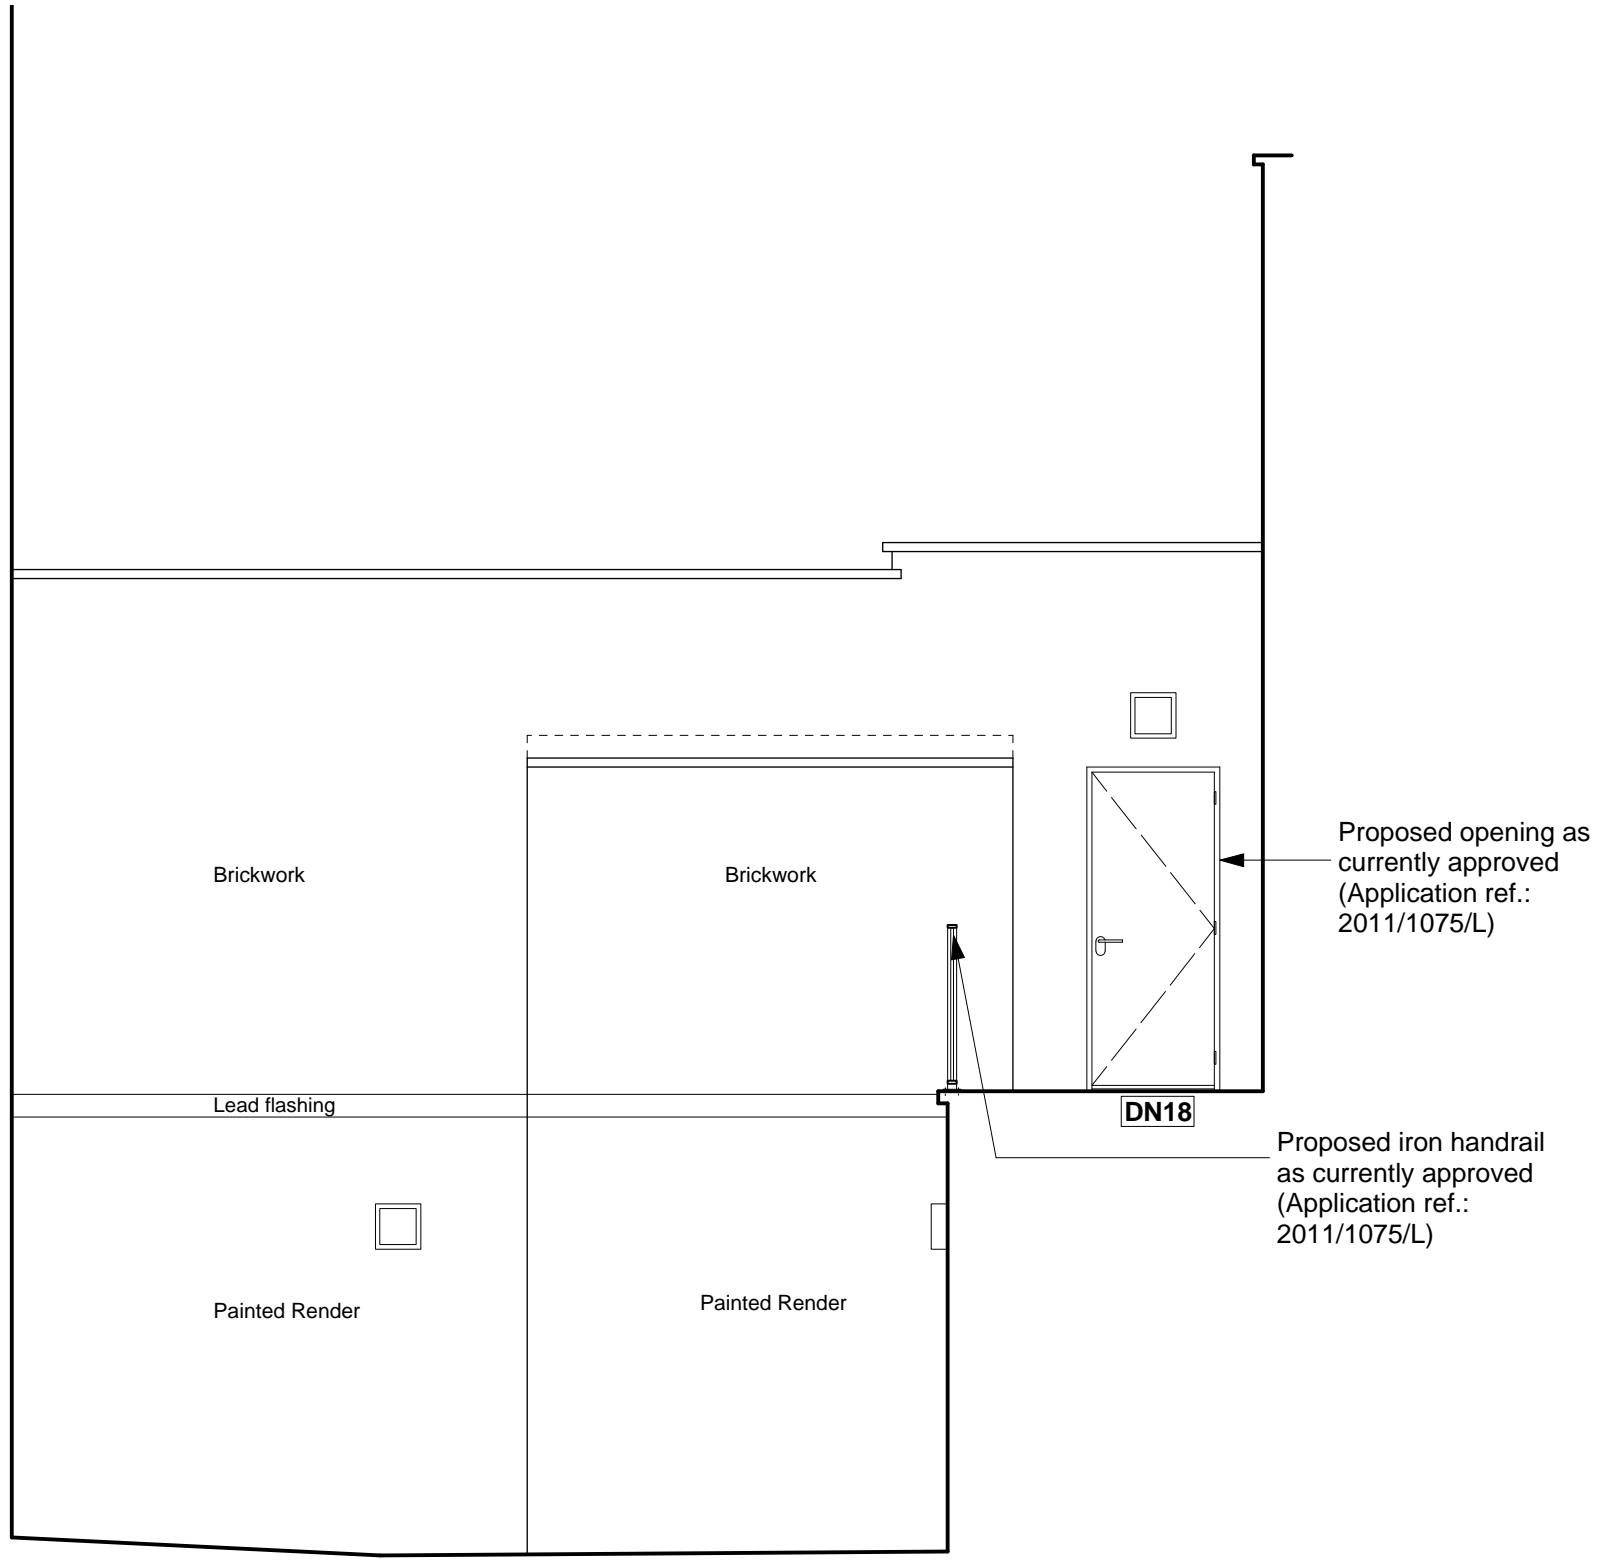 Proposed opening as
currently approved
(Application ref.:
2011/1075/L)
Brickwork
Brickwork
Lead flashing
DN18
Proposed iron handrail
as currently approved
(Application ref.:
2011/1075/L)
Painted Render
Painted Render